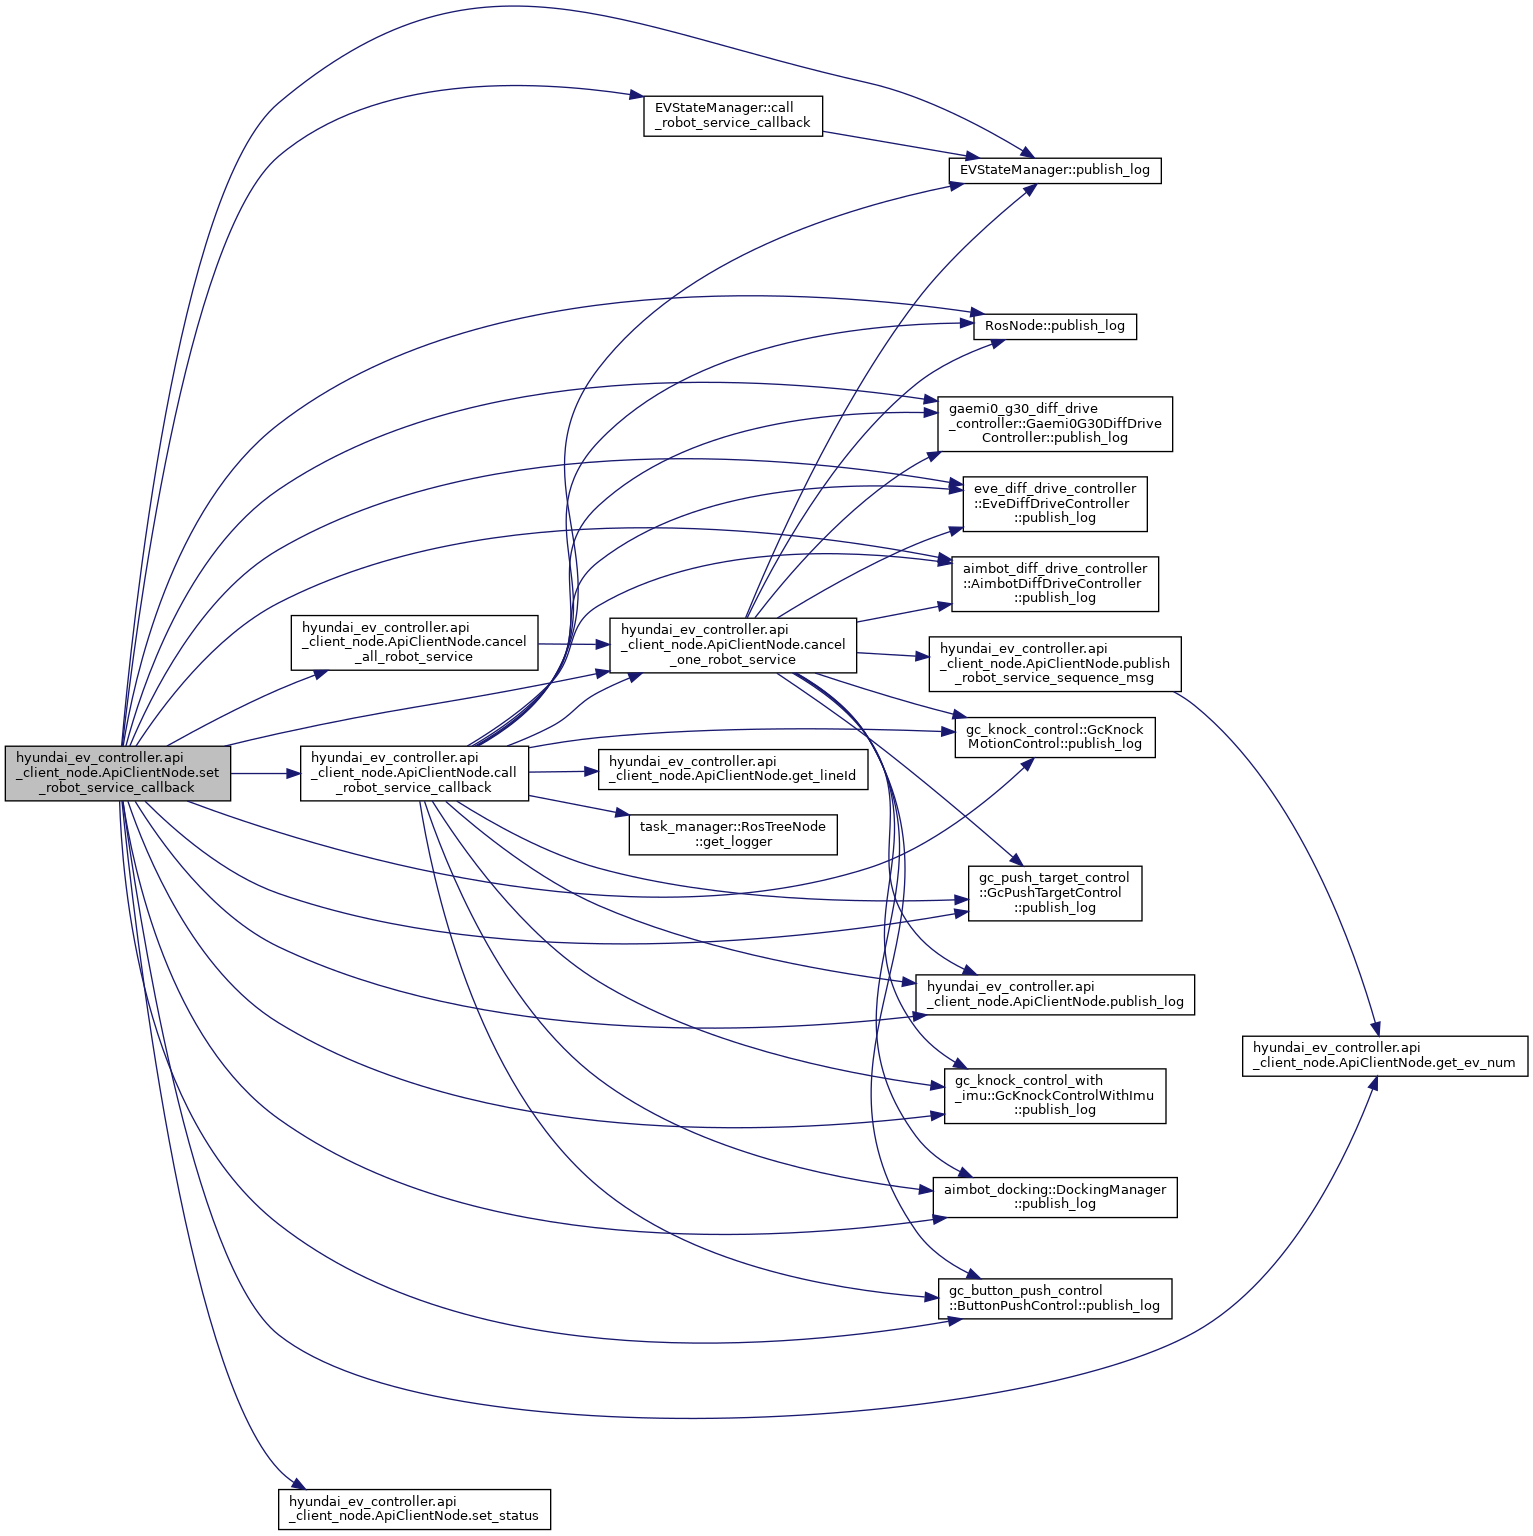 EVStateManager::call
_robot_service_callback
EVStateManager::publish_log
RosNode::publish_log
gaemi0_g30_diff_drive
_controller::Gaemi0G30DiffDrive
Controller::publish_log
eve_diff_drive_controller
::EveDiffDriveController
::publish_log
aimbot_diff_drive_controller
::AimbotDiffDriveController
::publish_log
hyundai_ev_controller.api
_client_node.ApiClientNode.cancel
_all_robot_service
hyundai_ev_controller.api
_client_node.ApiClientNode.cancel
_one_robot_service
hyundai_ev_controller.api
_client_node.ApiClientNode.publish
_robot_service_sequence_msg
gc_knock_control::GcKnock
MotionControl::publish_log
hyundai_ev_controller.api
_client_node.ApiClientNode.set
_robot_service_callback
hyundai_ev_controller.api
_client_node.ApiClientNode.call
_robot_service_callback
hyundai_ev_controller.api
_client_node.ApiClientNode.get_lineId
task_manager::RosTreeNode
::get_logger
gc_push_target_control
::GcPushTargetControl
::publish_log
hyundai_ev_controller.api
_client_node.ApiClientNode.publish_log
hyundai_ev_controller.api
_client_node.ApiClientNode.get_ev_num
gc_knock_control_with
_imu::GcKnockControlWithImu
::publish_log
aimbot_docking::DockingManager
::publish_log
gc_button_push_control
::ButtonPushControl::publish_log
hyundai_ev_controller.api
_client_node.ApiClientNode.set_status